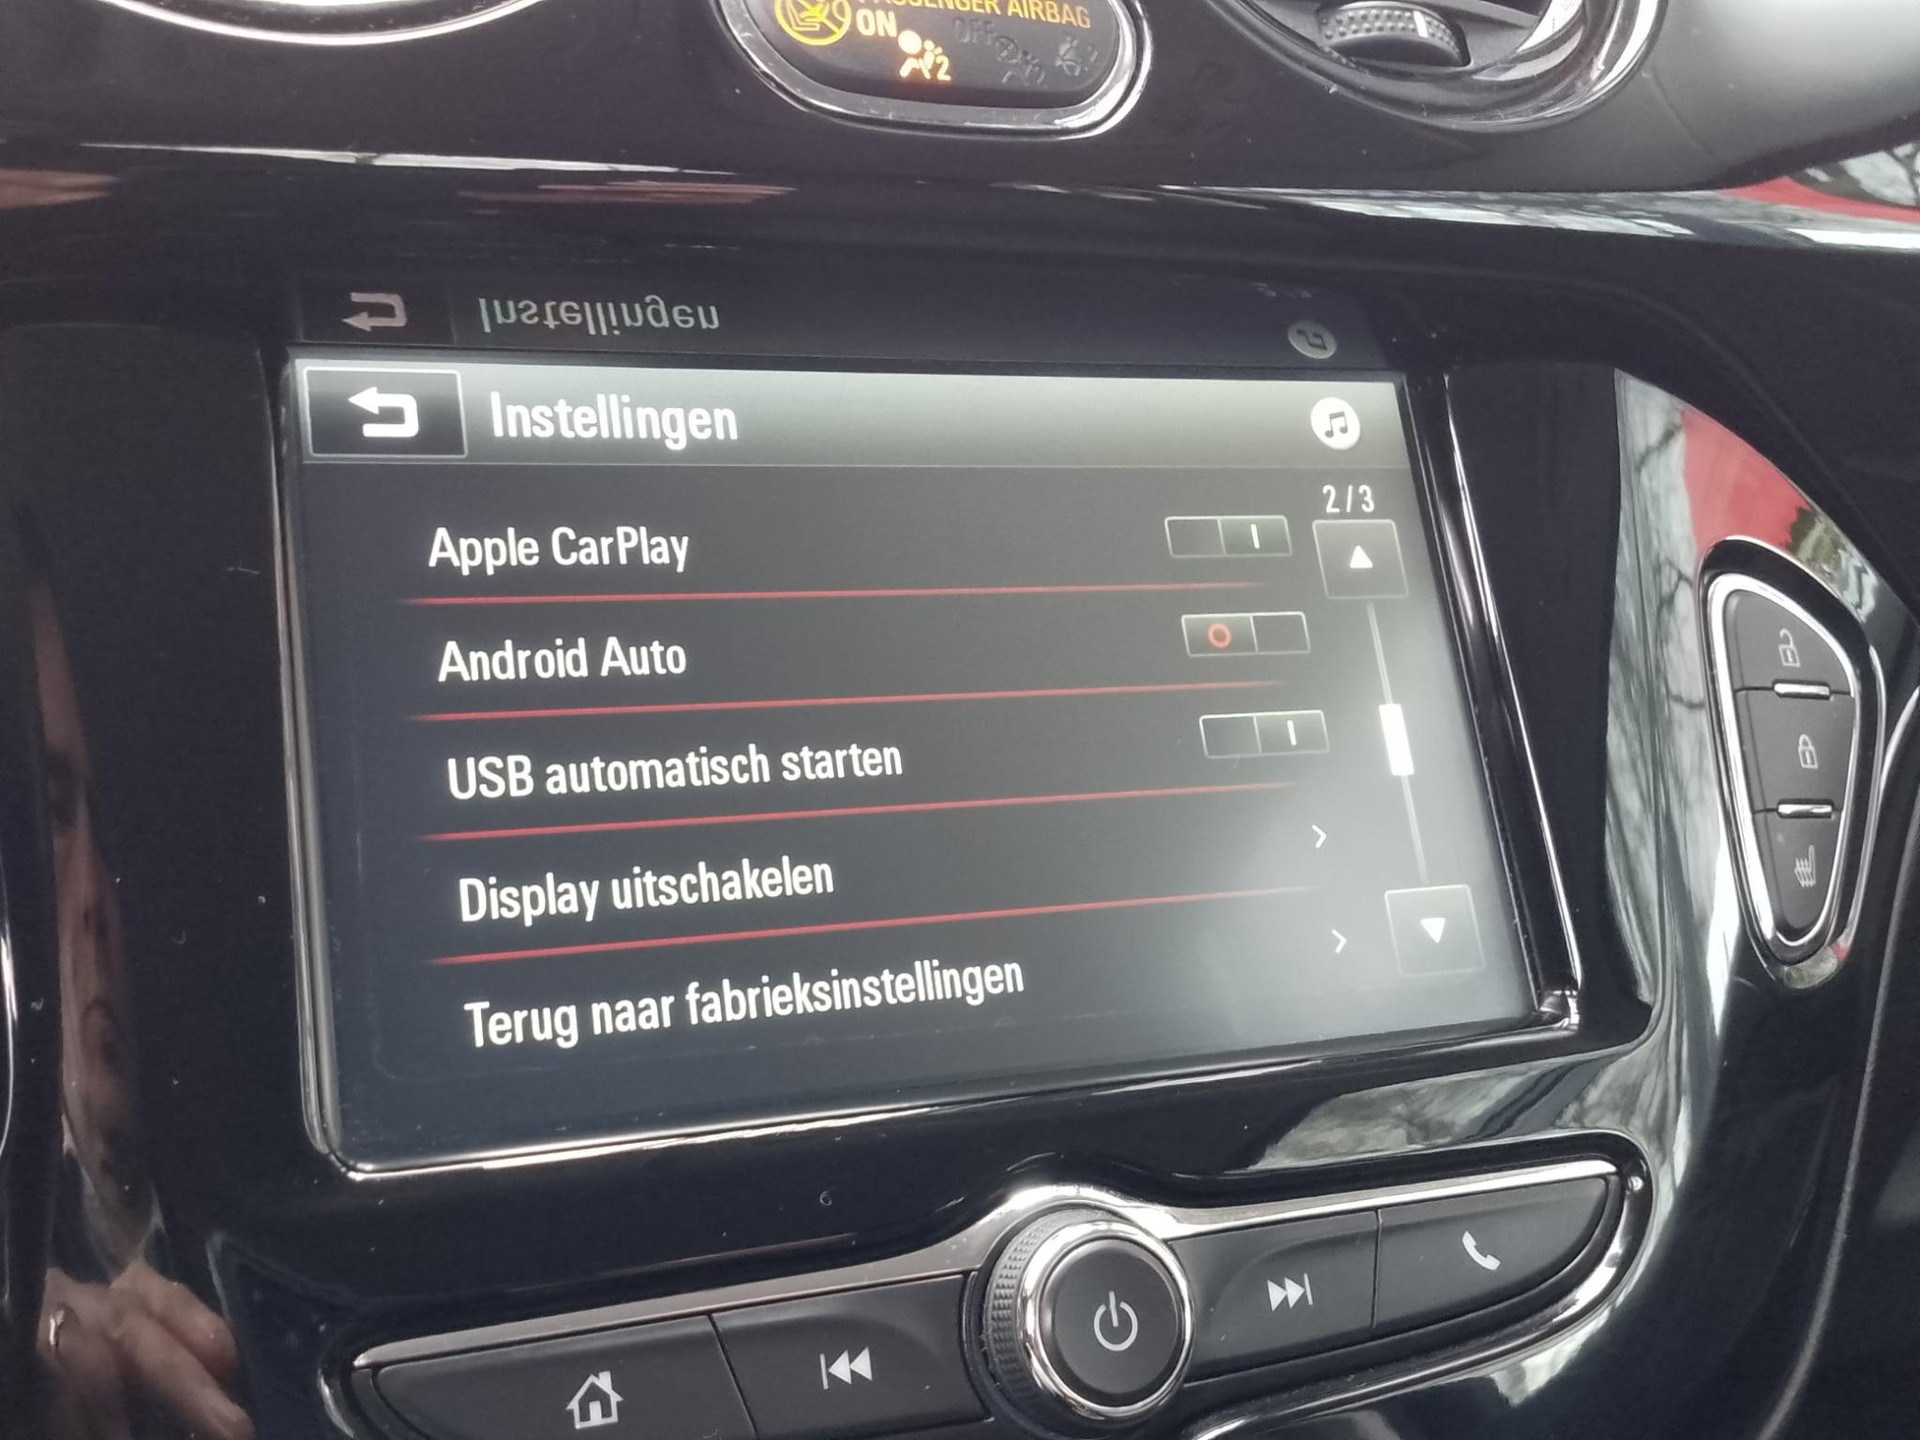 PASSENGER AIRBAG
ON OFF
2
Instellingen
Instellingen
2/3
Apple CarPlay
Android Auto
USB automatisch starten
Display uitschakelen
Terug naar fabrieksinstellingen